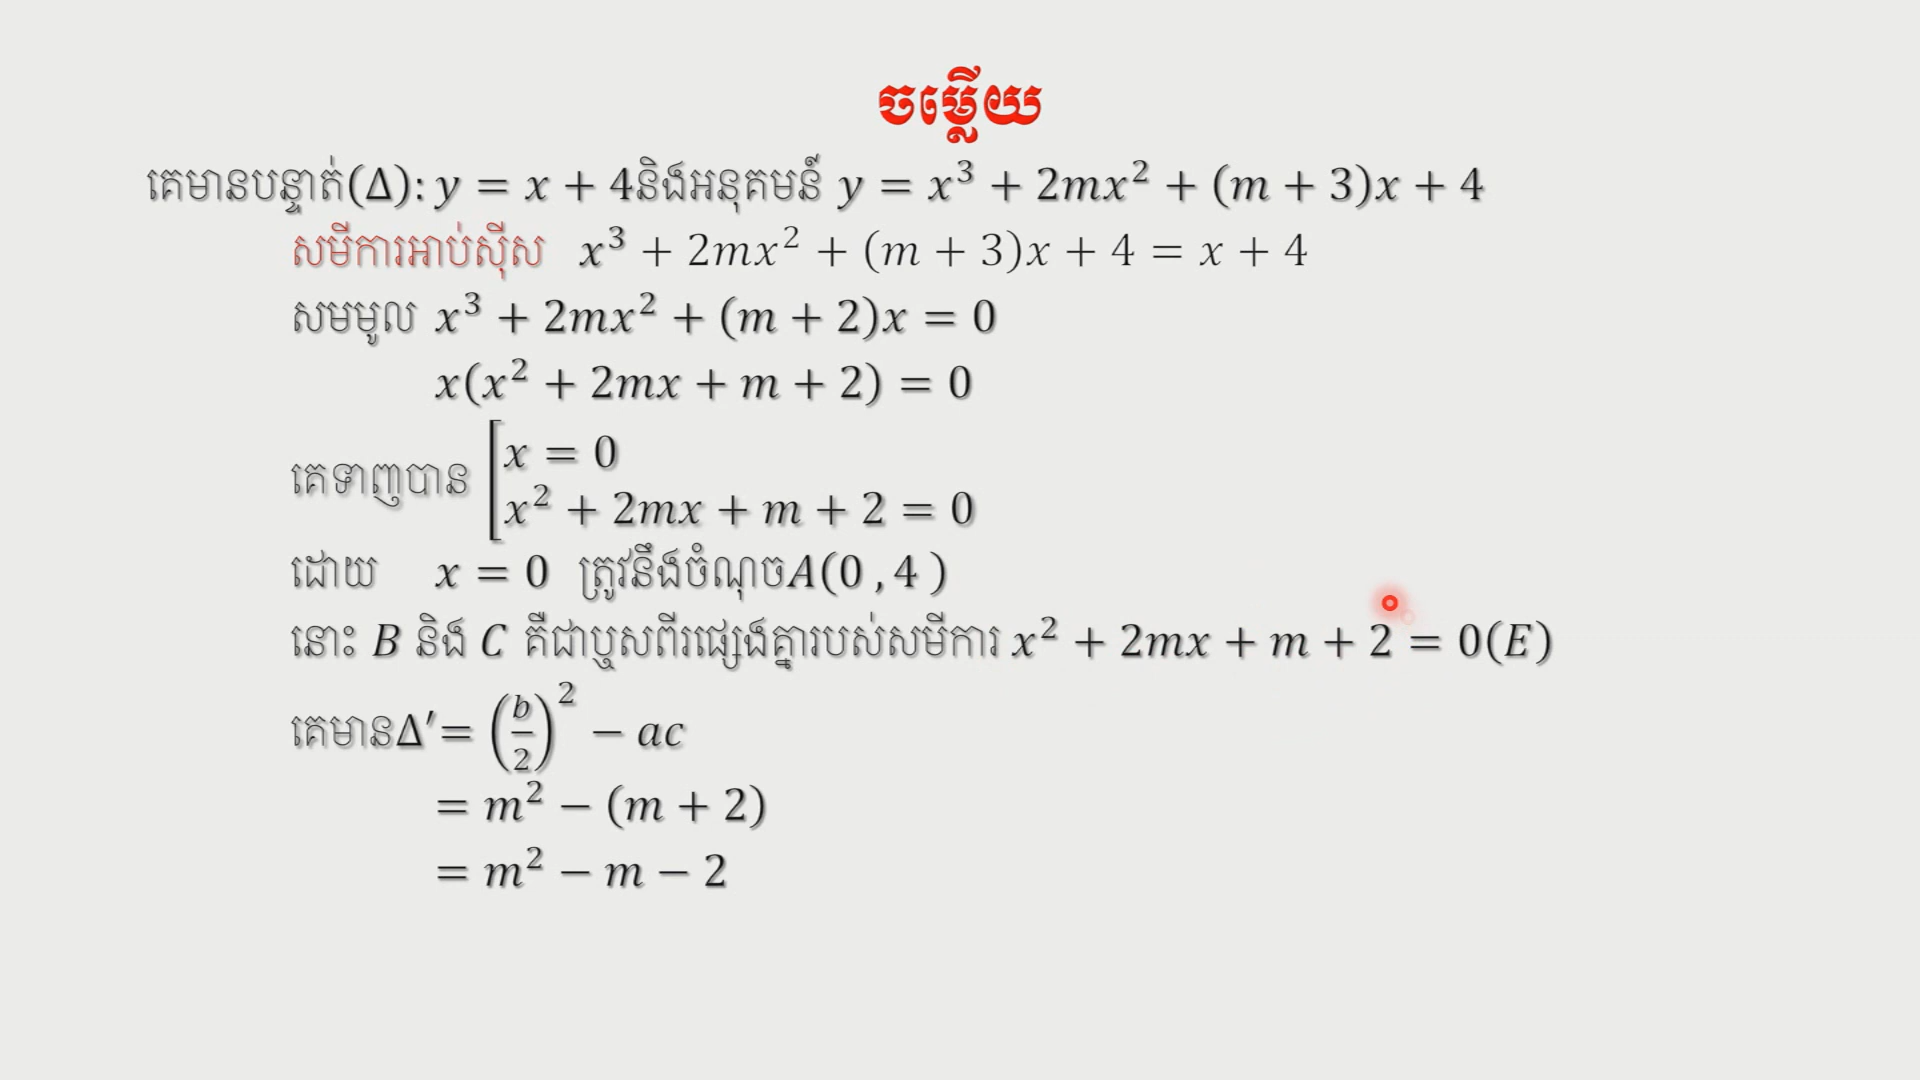 ចម្លើយ
គេមានបន្ទាត់(Δ): y = x + 4និងអនុគមន៍ y = x³ + 2mx² + (m + 3)x + 4
សមីការអាប់ស៊ីស x³ + 2mx² + (m + 3)x + 4 = x + 4
សមមូល x³ + 2mx² + (m + 2)x = 0
x(x² + 2mx + m + 2) = 0
គេទាញបាន [x = 0
x² + 2mx + m + 2 = 0
ដោយ x = 0 ត្រូវនឹងចំណុចA(0 , 4 )
នោះ B និង C គឺជាឬសពីរផ្សេងគ្នារបស់សមីការ x² + 2mx + m + 2 = 0(E)
គេមានΔ′= (b/2)² − ac
= m² − (m + 2)
= m² − m − 2